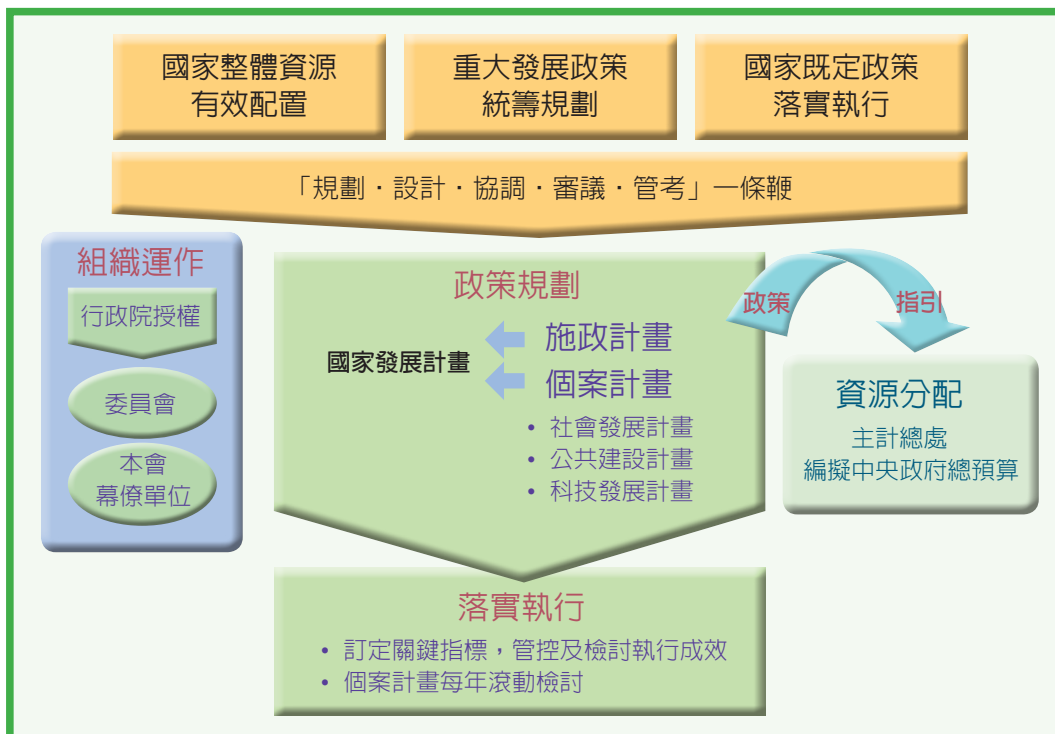 國家整體資源
有效配置
重大發展政策
統籌規劃
國家既定政策
落實執行
「規劃・設計・協調・審議・管考」一條鞭
組織運作
行政院授權
委員會
本會
幕僚單位
政策規劃
國家發展計畫
施政計畫
個案計畫
• 社會發展計畫
• 公共建設計畫
• 科技發展計畫
政策
指引
資源分配
主計總處
編擬中央政府總預算
落實執行
• 訂定關鍵指標，管控及檢討執行成效
• 個案計畫每年滾動檢討